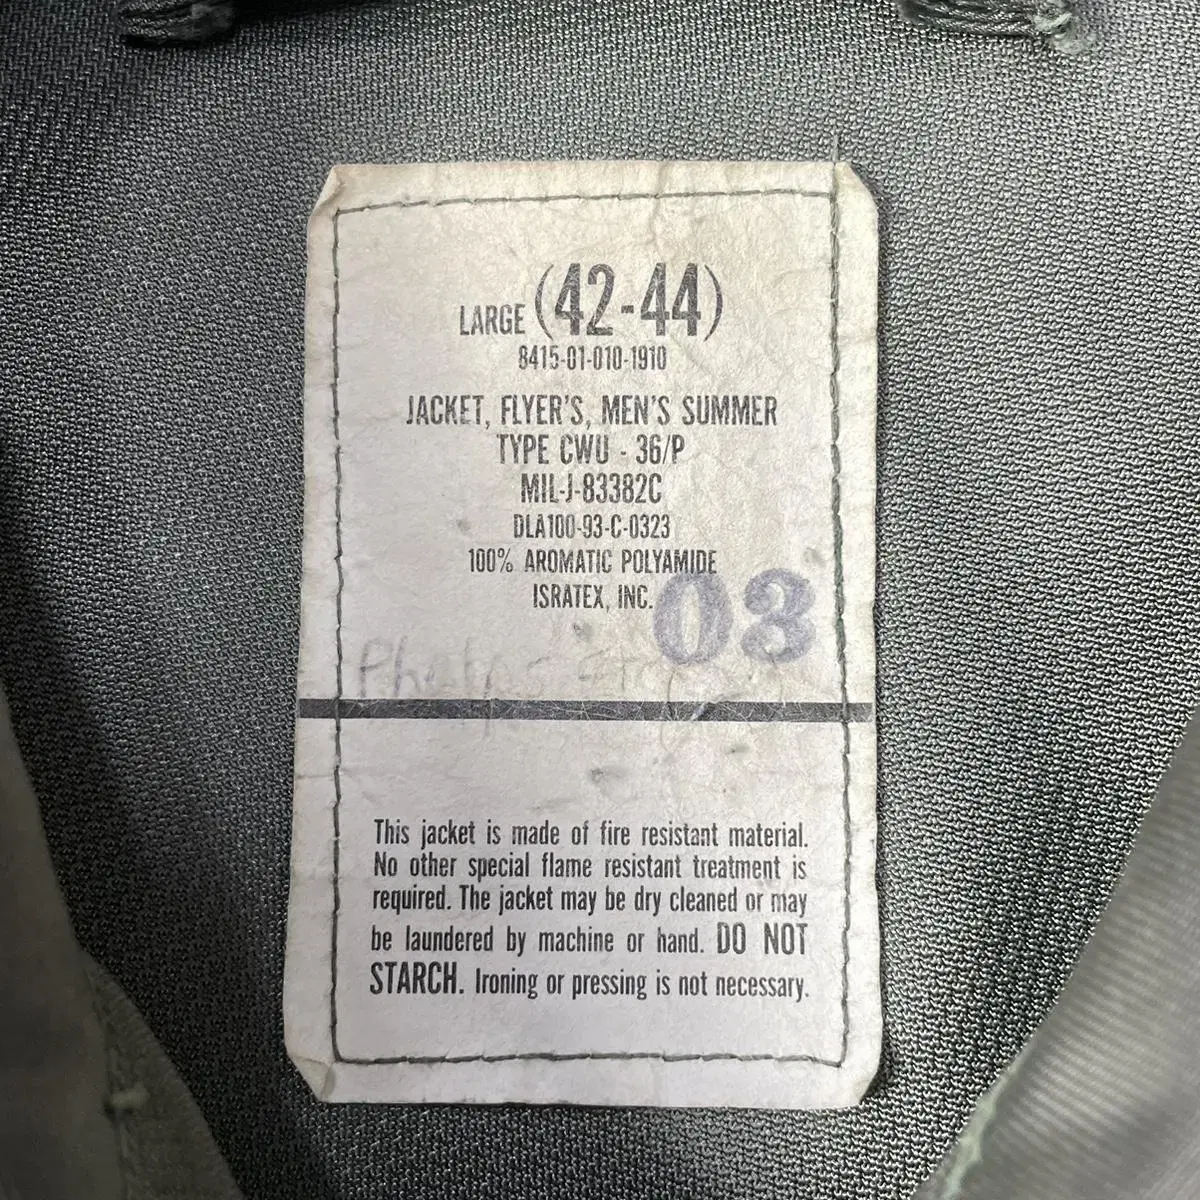 LARGE (42-44)
8415-01-010-1910
JACKET, FLYER'S, MEN'S SUMMER
TYPE CWU - 36/P
MIL-J-83382C
DLA100-93-C-0323
100% AROMATIC POLYAMIDE
ISRATEX, INC.
03
This jacket is made of fire resistant material.
No other special flame resistant treatment is
required. The jacket may be dry cleaned or may
be laundered by machine or hand. DO NOT
STARCH. Ironing or pressing is not necessary.